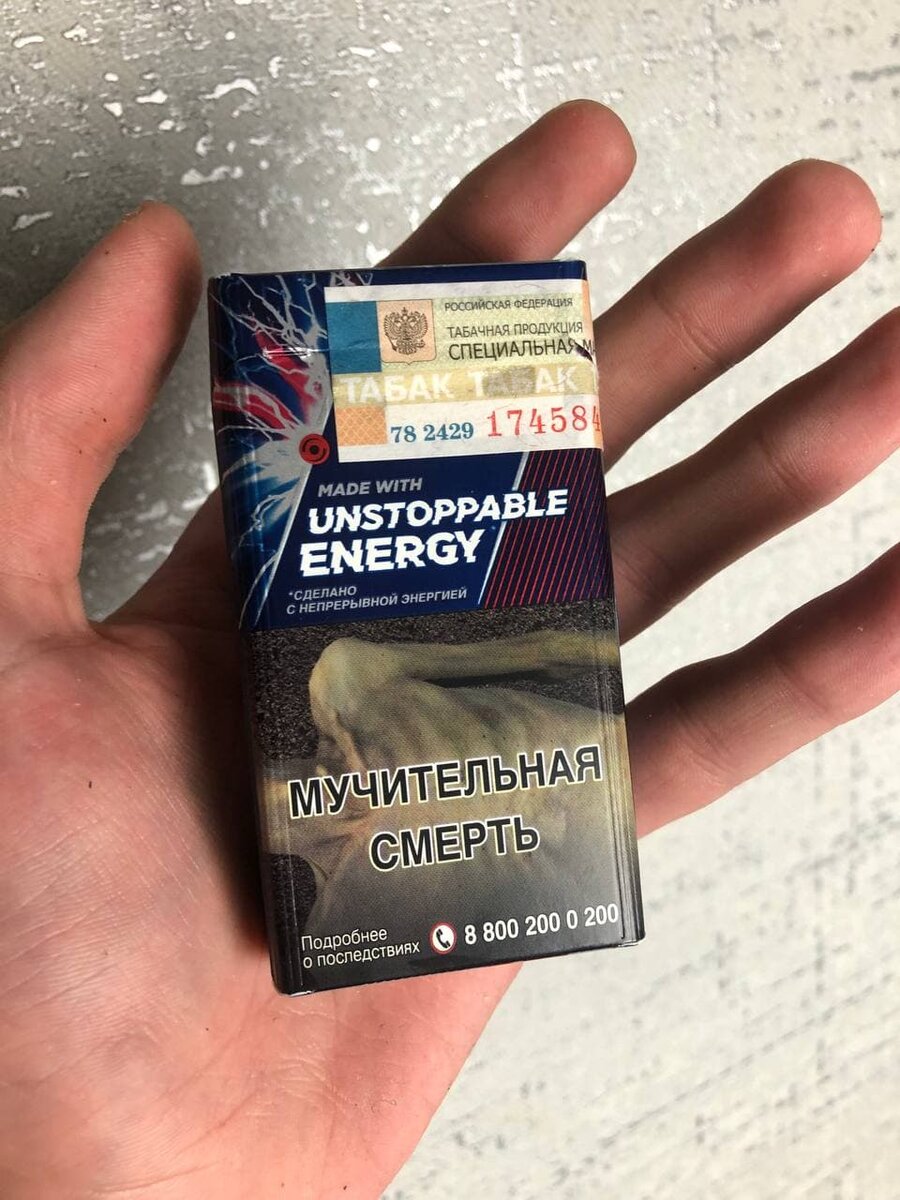 РОССИЙСКАЯ ФЕДЕРАЦИЯ
ТАБАЧНАЯ ПРОДУКЦИЯ
СПЕЦИАЛЬНАЯ М
ТАБАК ТАБАК
78 2429 174584
MADE WITH
UNSTOPPABLE
ENERGY
*СДЕЛАНО
С НЕПРЕРЫВНОЙ ЭНЕРГИЕЙ
МУЧИТЕЛЬНАЯ
СМЕРТЬ
Подробнее
о последствиях
8 800 200 0 200